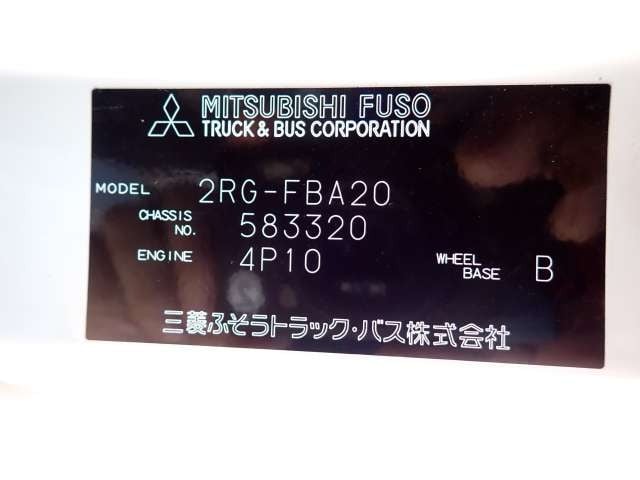 MITSUBISHI FUSO
TRUCK & BUS CORPORATION
MODEL 2RG-FBA20
CHASSIS NO. 583320
ENGINE 4P10 WHEEL BASE B
三菱ふそうトラック・バス株式会社